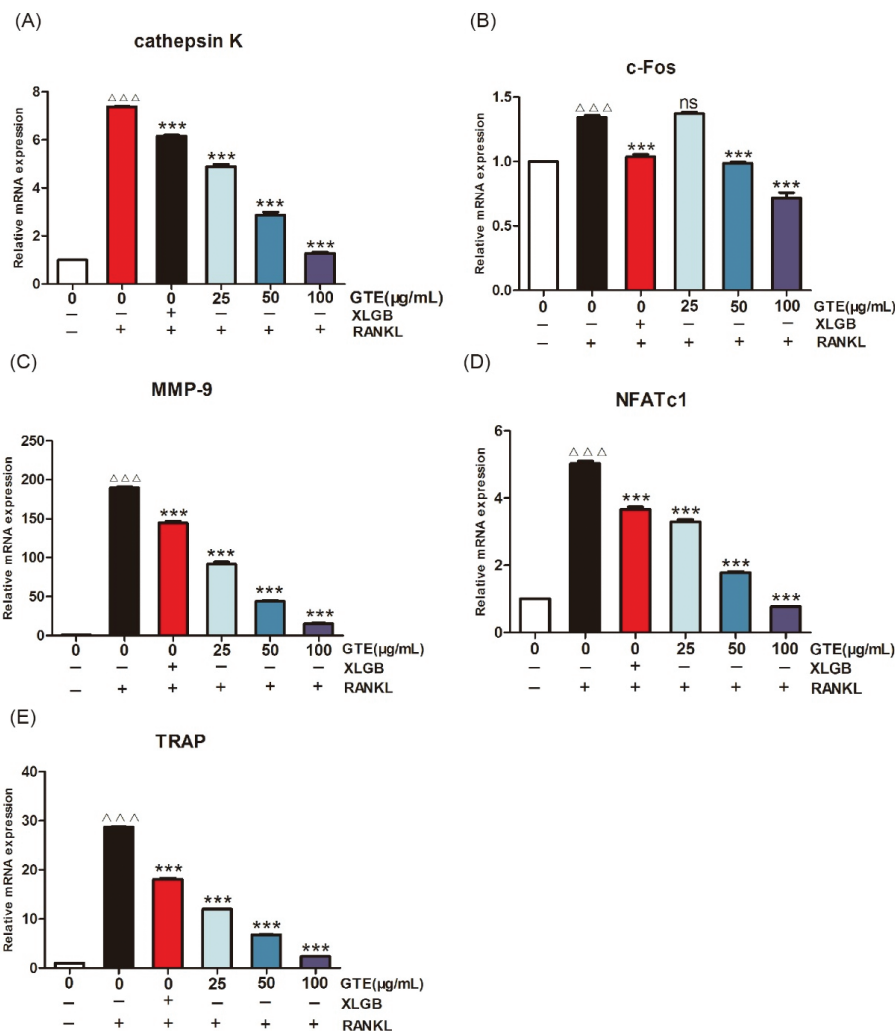 (A)
cathepsin K
Relative mRNA expression
8
6
4
2
0
△△△
***
***
***
***
0 0 0 25 50 100 GTE(μg/mL)
— — + — — — XLGB
— + + + + + RANKL
(B)
c-Fos
Relative mRNA expression
1.5
1.0
0.5
0.0
△△△
***
ns
***
***
0 0 0 25 50 100 GTE(μg/mL)
— — + — — — XLGB
— + + + + + RANKL
(C)
MMP-9
Relative mRNA expression
250
200
150
100
50
0
△△△
***
***
***
***
0 0 0 25 50 100 GTE(μg/mL)
— — + — — — XLGB
— + + + + + RANKL
(D)
NFATc1
Relative mRNA expression
6
4
2
0
△△△
***
***
***
***
0 0 0 25 50 100 GTE(μg/mL)
— — + — — — XLGB
— + + + + + RANKL
(E)
TRAP
Relative mRNA expression
40
30
20
10
0
△△△
***
***
***
***
0 0 0 25 50 100 GTE(μg/mL)
— — + — — — XLGB
— + + + + + RANKL